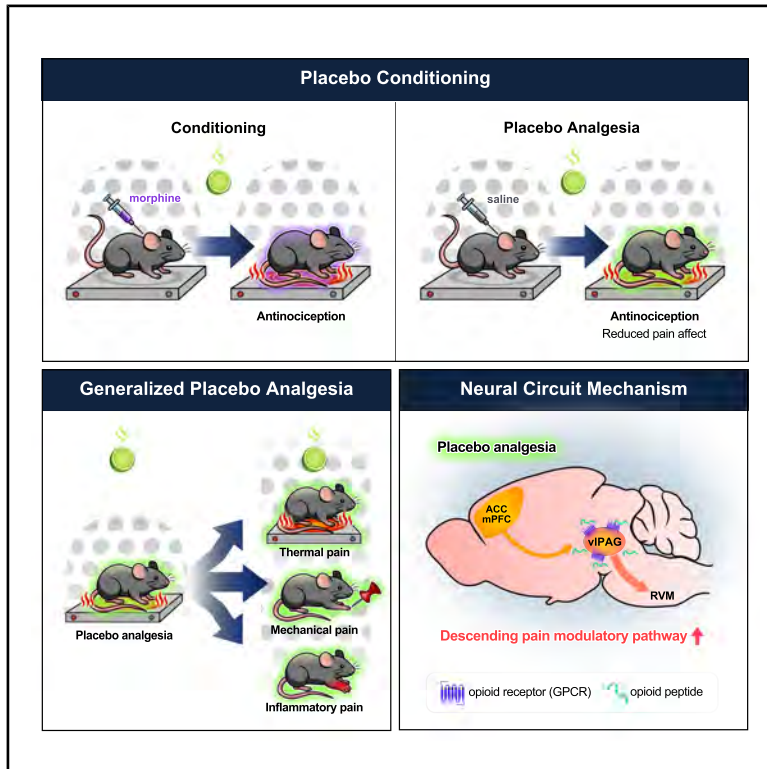 Placebo Conditioning
Conditioning
morphine
Antinociception
Placebo Analgesia
saline
Antinociception
Reduced pain affect
Generalized Placebo Analgesia
Placebo analgesia
Thermal pain
Mechanical pain
Inflammatory pain
Neural Circuit Mechanism
Placebo analgesia
ACC
mPFC
vlPAG
RVM
Descending pain modulatory pathway
opioid receptor (GPCR)
opioid peptide